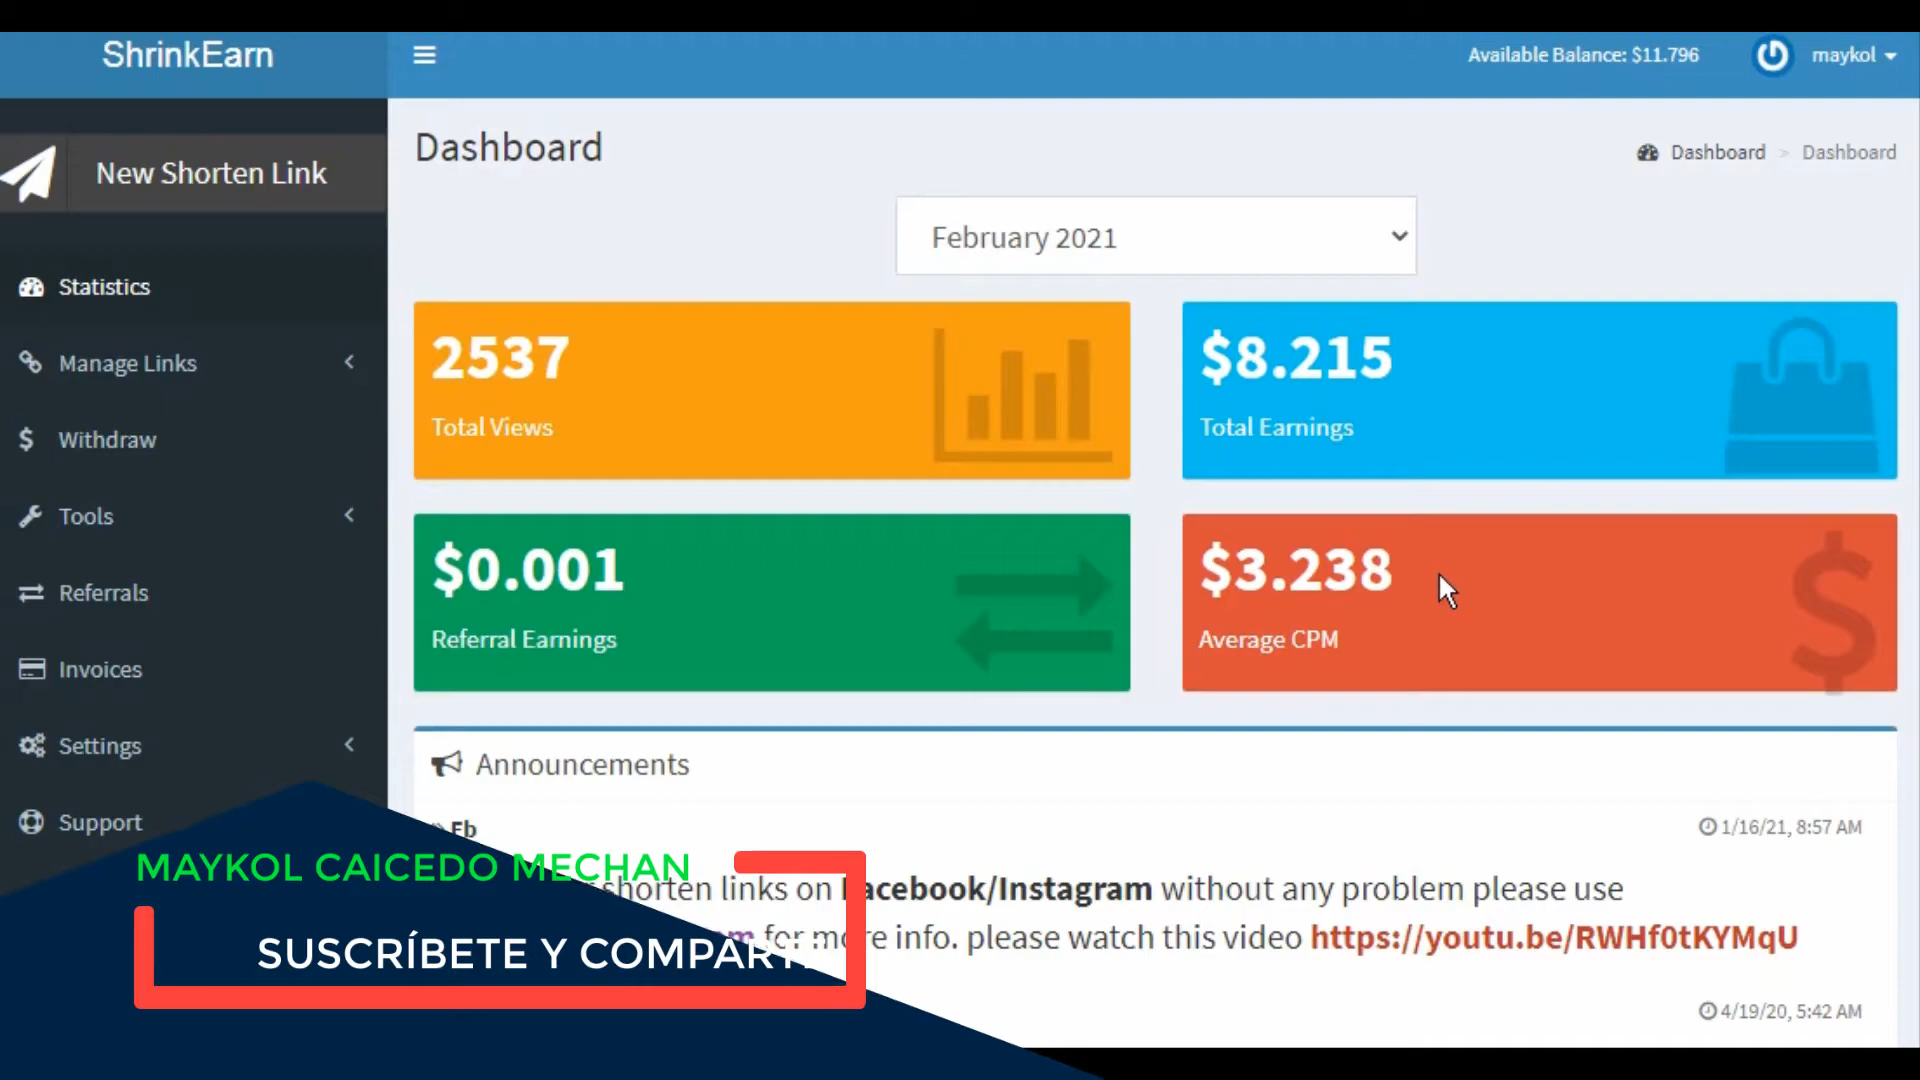 ShrinkEarn
Available Balance: $11.796
maykol
New Shorten Link
Dashboard
Dashboard > Dashboard
February 2021
Statistics
Manage Links
Withdraw
Tools
Referrals
Invoices
Settings
Support
2537
Total Views
$8.215
Total Earnings
$0.001
Referral Earnings
$3.238
Average CPM
Announcements
Fb
1/16/21, 8:57 AM
shorten links on Facebook/Instagram without any problem please use
for more info. please watch this video https://youtu.be/RWHf0tKYMqU
4/19/20, 5:42 AM
MAYKOL CAICEDO MECHAN
SUSCRÍBETE Y